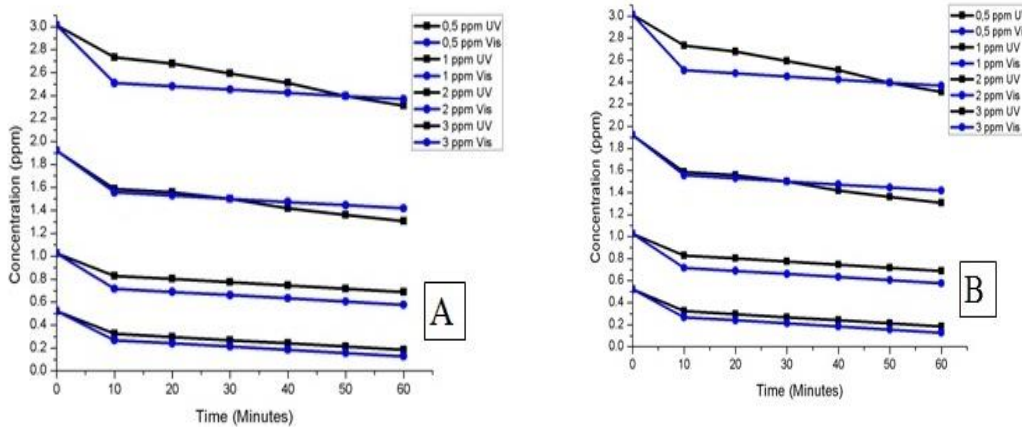 3.0
2.8
2.6
2.4
2.2
2.0
1.8
1.6
1.4
1.2
1.0
0.8
0.6
0.4
0.2
0.0
0 10 20 30 40 50 60
Concentration (ppm)
Time (Minutes)
0,5 ppm UV
0,5 ppm Vis
1 ppm UV
1 ppm Vis
2 ppm UV
2 ppm Vis
3 ppm UV
3 ppm Vis
A
3.0
2.8
2.6
2.4
2.2
2.0
1.8
1.6
1.4
1.2
1.0
0.8
0.6
0.4
0.2
0.0
0 10 20 30 40 50 60
Concentration (ppm)
Time (Minutes)
0,5 ppm UV
0,5 ppm Vis
1 ppm UV
1 ppm Vis
2 ppm UV
2 ppm Vis
3 ppm UV
3 ppm Vis
B